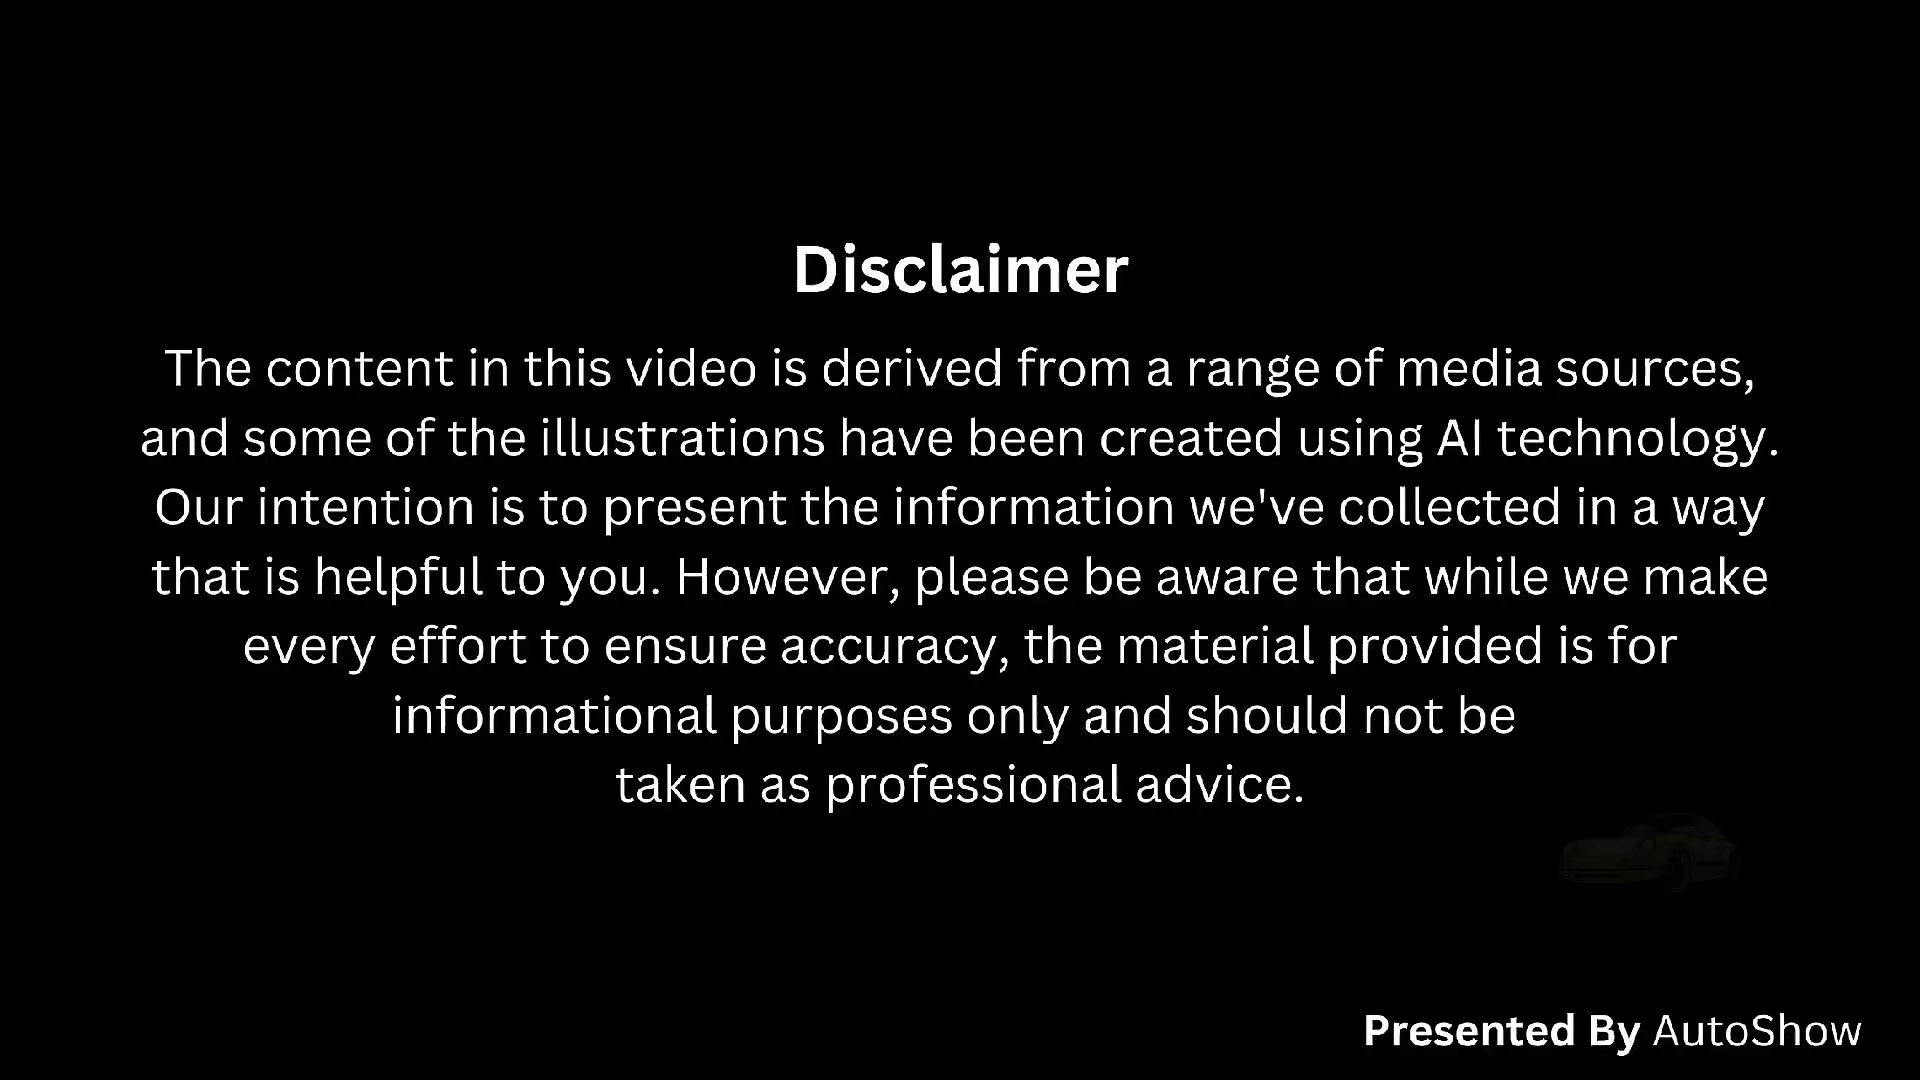 Disclaimer
The content in this video is derived from a range of media sources,
and some of the illustrations have been created using AI technology.
Our intention is to present the information we've collected in a way
that is helpful to you. However, please be aware that while we make
every effort to ensure accuracy, the material provided is for
informational purposes only and should not be
taken as professional advice.
Presented By AutoShow